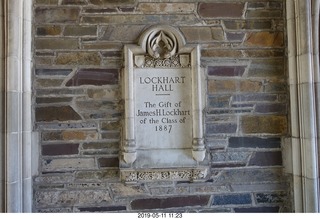 LOCKHART
HALL
The Gift of
James H. Lockhart
of the Class of
1887
2019-05-11 11:23